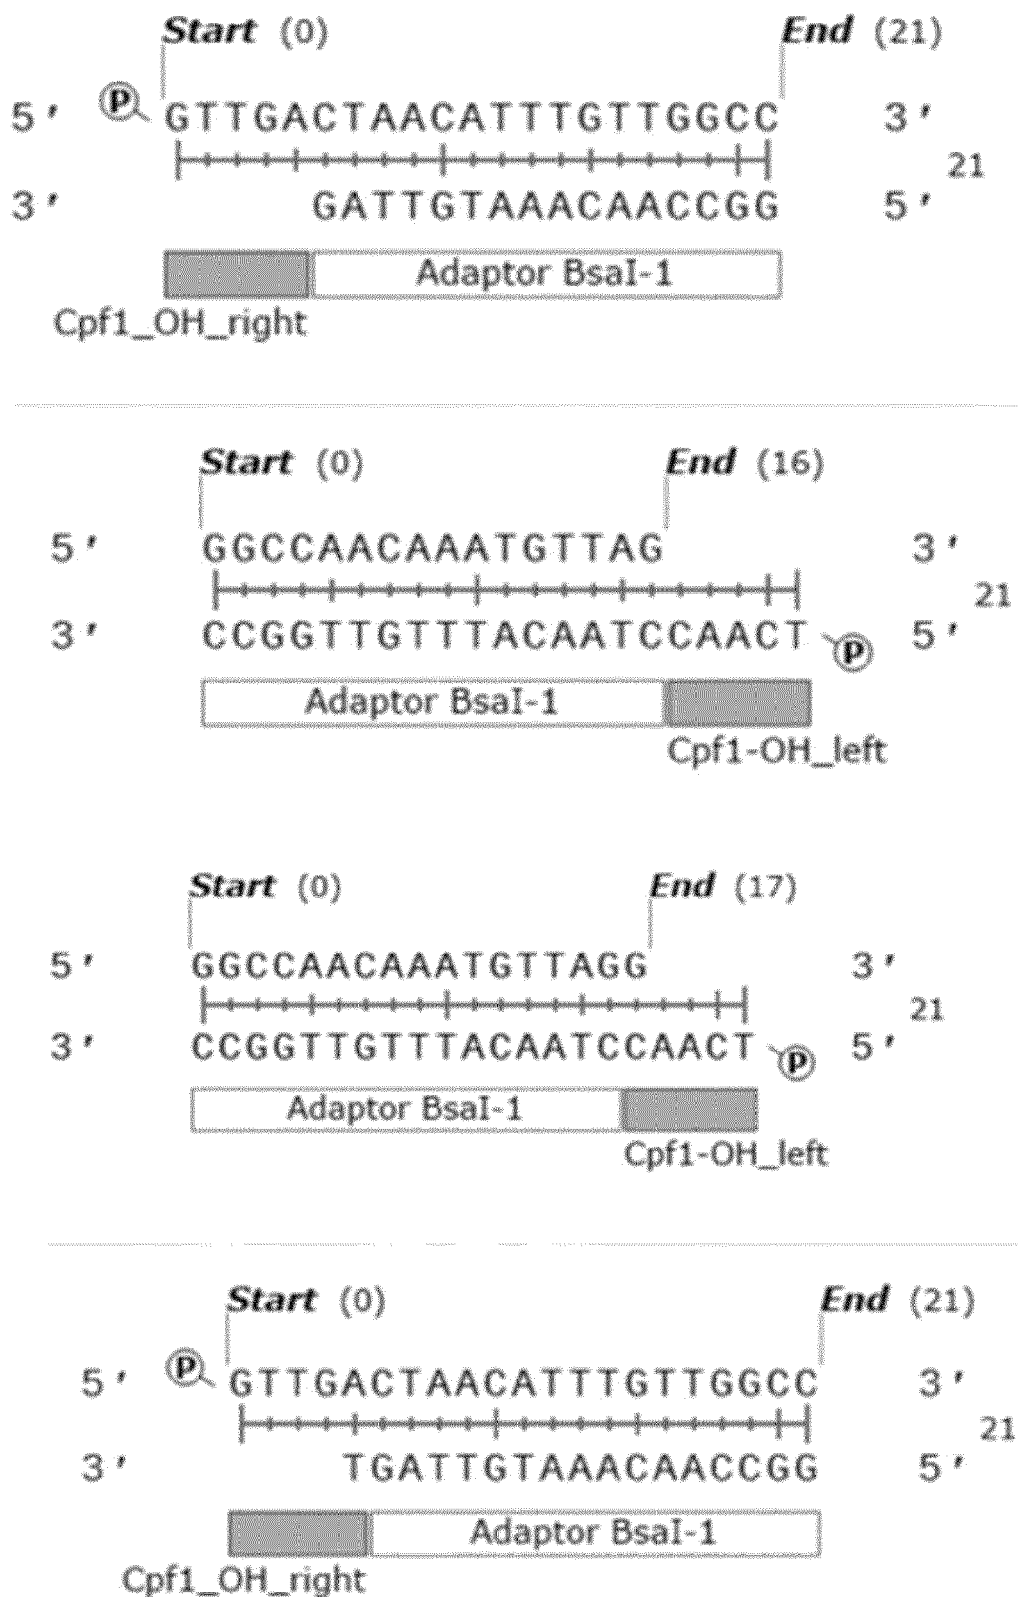 Start (0) End (21)
5' P GTTGACTAACATTTGTTGGCC 3'
21
3' GATTGTAAACAACCGG 5'
Adaptor BsaI-1
Cpf1_OH_right
Start (0) End (16)
5' GGCCAACAAATGTTAG 3'
21
3' CCGGTTGTTTACAATCCAACT P 5'
Adaptor BsaI-1
Cpf1-OH_left
Start (0) End (17)
5' GGCCAACAAATGTTAGG 3'
21
3' CCGGTTGTTTACAATCCAACT P 5'
Adaptor BsaI-1
Cpf1-OH_left
Start (0) End (21)
5' P GTTGACTAACATTTGTTGGCC 3'
21
3' TGATTGTAAACAACCGG 5'
Adaptor BsaI-1
Cpf1_OH_right